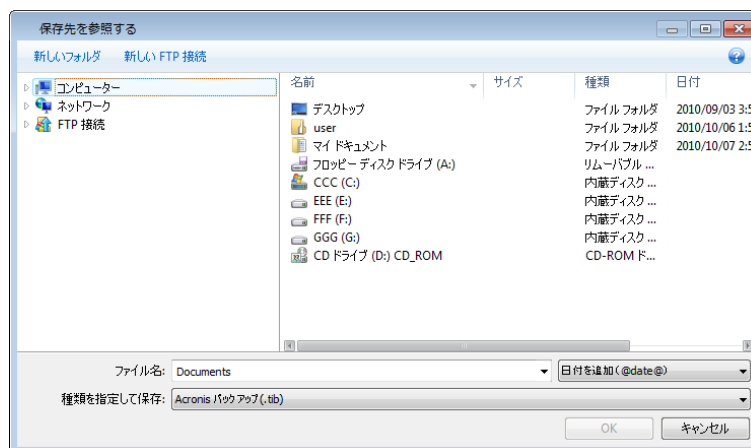 保存先を参照する
新しいフォルダ 新しい FTP 接続
コンピューター
ネットワーク
FTP 接続
名前 サイズ 種類 日付
デスクトップ ファイル フォルダ 2010/09/03 3:5
user ファイル フォルダ 2010/10/06 1:5
マイ ドキュメント ファイル フォルダ 2010/10/07 2:5
フロッピー ディスク ドライブ (A:) リムーバブル ...
CCC (C:) 内蔵ディスク ...
EEE (E:) 内蔵ディスク ...
FFF (F:) 内蔵ディスク ...
GGG (G:) 内蔵ディスク ...
CD ドライブ (D:) CD_ROM CD-ROM ド...
ファイル名: Documents 日付を追加(@date@)
種類を指定して保存: Acronis バックアップ(.tib)
OK キャンセル